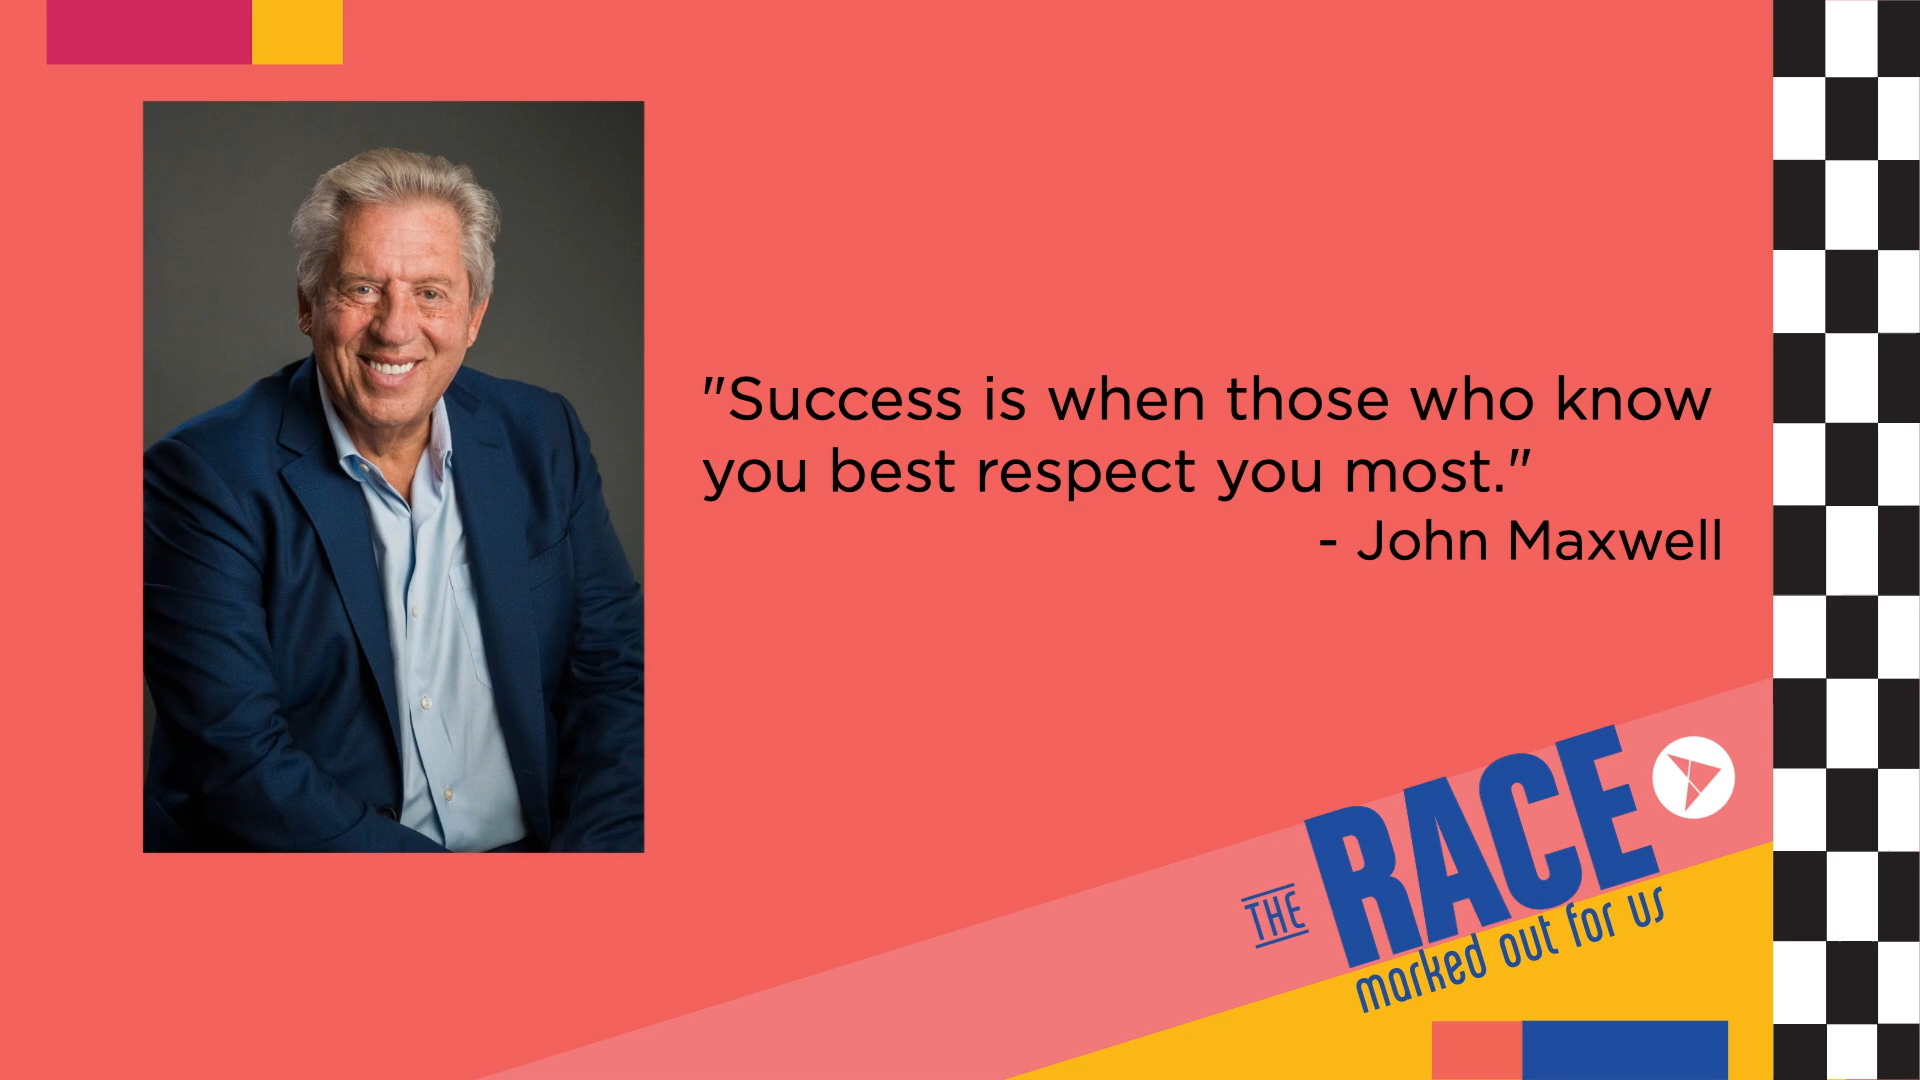 "Success is when those who know
you best respect you most."
- John Maxwell
THE
RACE
marked out for us